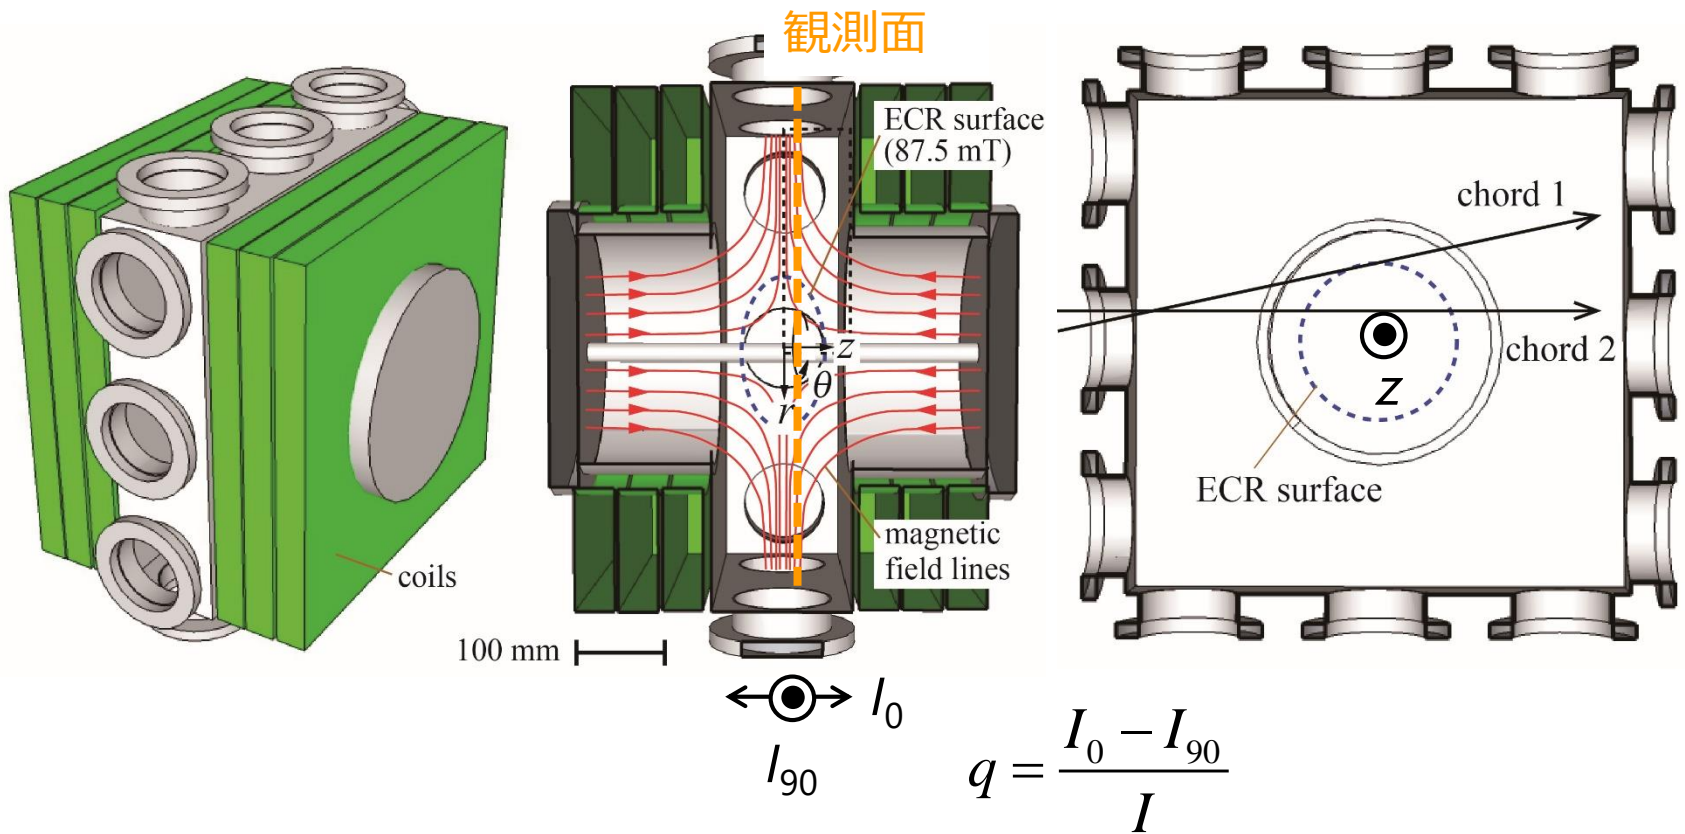 観測面
ECR surface
(87.5 mT)
z
θ
r
magnetic
field lines
coils
100 mm
chord 1
chord 2
z
ECR surface
I0
I90
q = (I0 − I90) / I